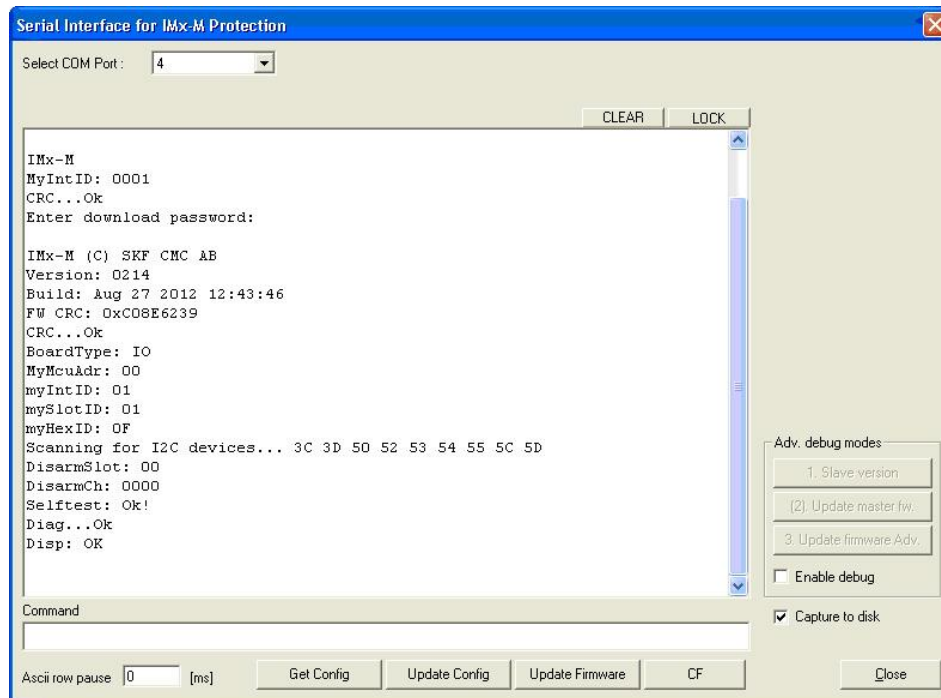 Serial Interface for IMx-M Protection
Select COM Port :
4
CLEAR
LOCK
IMx-M
MyIntID: 0001
CRC...Ok
Enter download password:
IMx-M (C) SKF CMC AB
Version: 0214
Build: Aug 27 2012 12:43:46
FW CRC: 0xC08E6239
CRC...Ok
BoardType: IO
MyMcuAdr: 00
myIntID: 01
mySlotID: 01
myHexID: 0F
Scanning for I2C devices... 3C 3D 50 52 53 54 55 5C 5D
DisarmSlot: 00
DisarmCh: 0000
Selftest: Ok!
Diag...Ok
Disp: OK
Adv. debug modes
1. Slave version
(2). Update master fw.
3. Update firmware Adv.
Enable debug
Capture to disk
Command
Ascii row pause
0
[ms]
Get Config
Update Config
Update Firmware
CF
Close